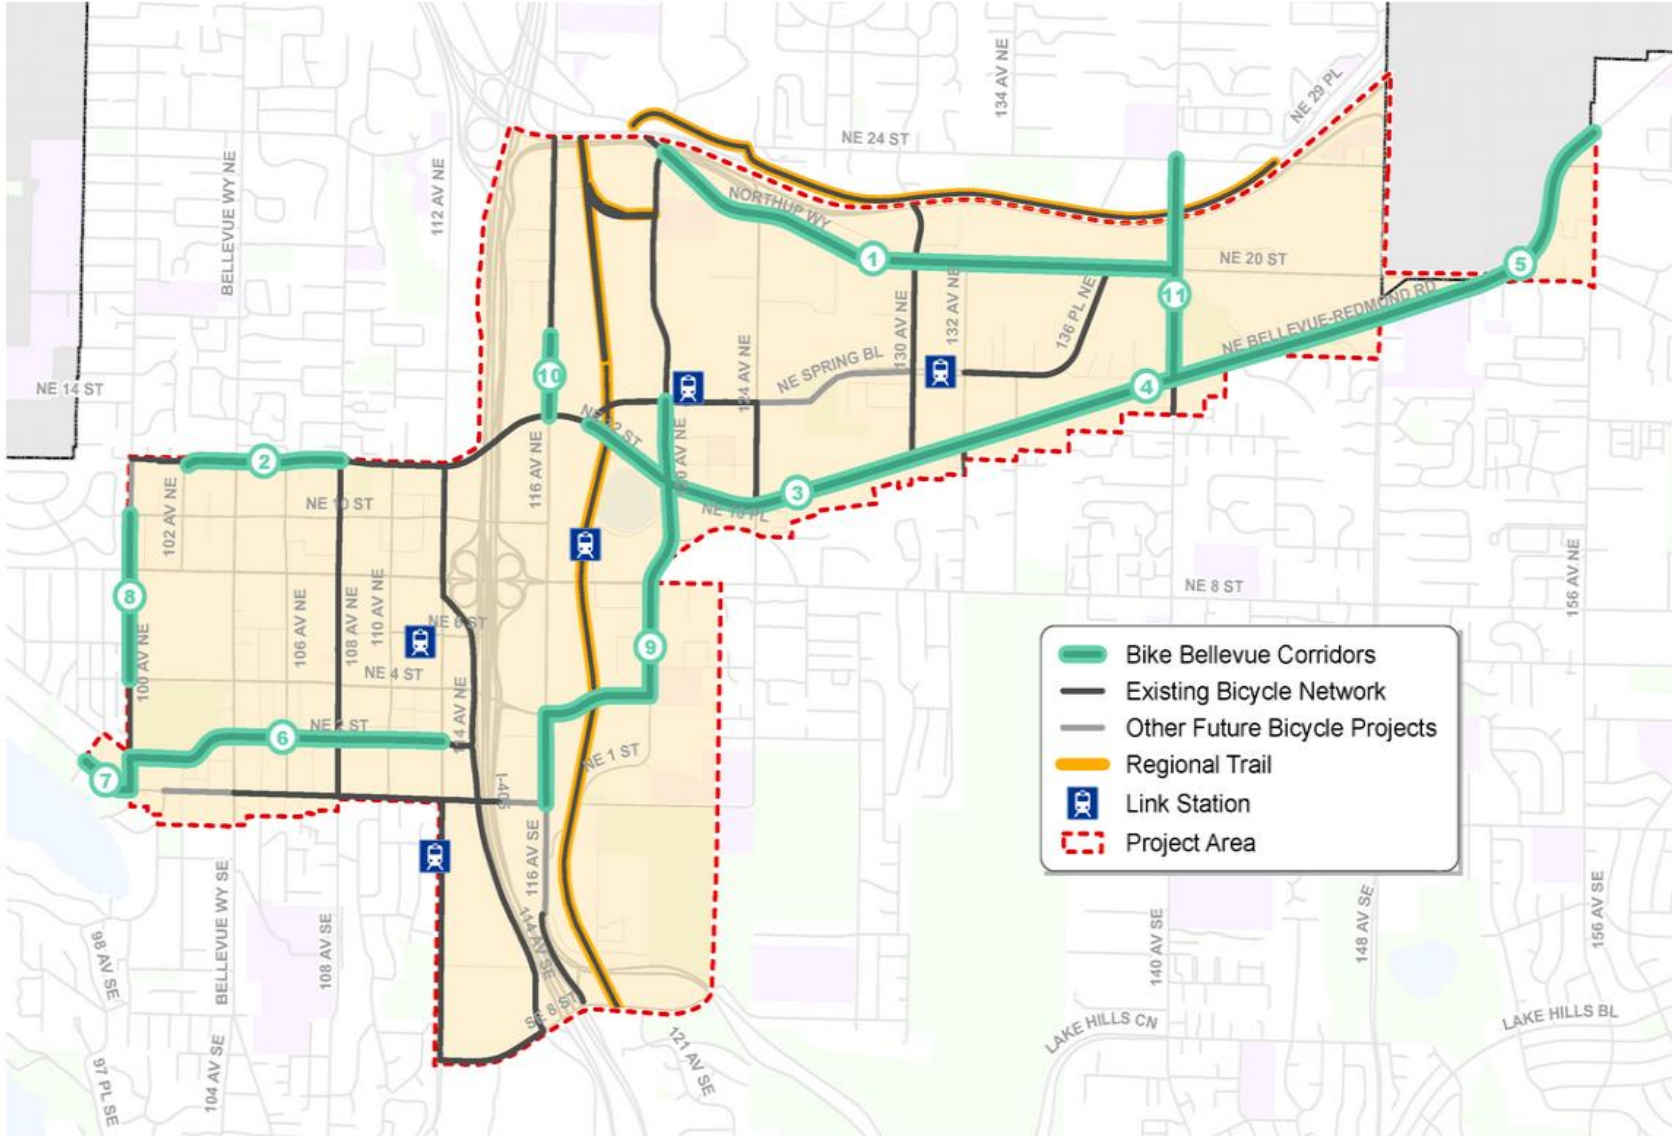 134 AV NE
NE 29 PL
NE 24 ST
BELLEVUE WY NE
112 AV NE
NORTHUP WY
1
NE 20 ST
5
11
130 AV NE
132 AV NE
136 PL NE
NE BELLEVUE-REDMOND RD
NE SPRING BL
124 AV NE
10
4
NE 14 ST
NE 12 ST
116 AV NE
120 AV NE
2
3
102 AV NE
NE 10 ST
NE 10 PL
8
NE 8 ST
156 AV NE
106 AV NE
108 AV NE
110 AV NE
NE 6 ST
9
100 AV NE
NE 4 ST
114 AV NE
NE 2 ST
6
7
NE 1 ST
I-405
Bike Bellevue Corridors
Existing Bicycle Network
Other Future Bicycle Projects
Regional Trail
Link Station
Project Area
116 AV SE
BELLEVUE WY SE
108 AV SE
114 AV SE
98 AV SE
SE 8 ST
140 AV SE
148 AV SE
156 AV SE
LAKE HILLS CN
LAKE HILLS BL
121 AV SE
104 AV SE
97 PL SE